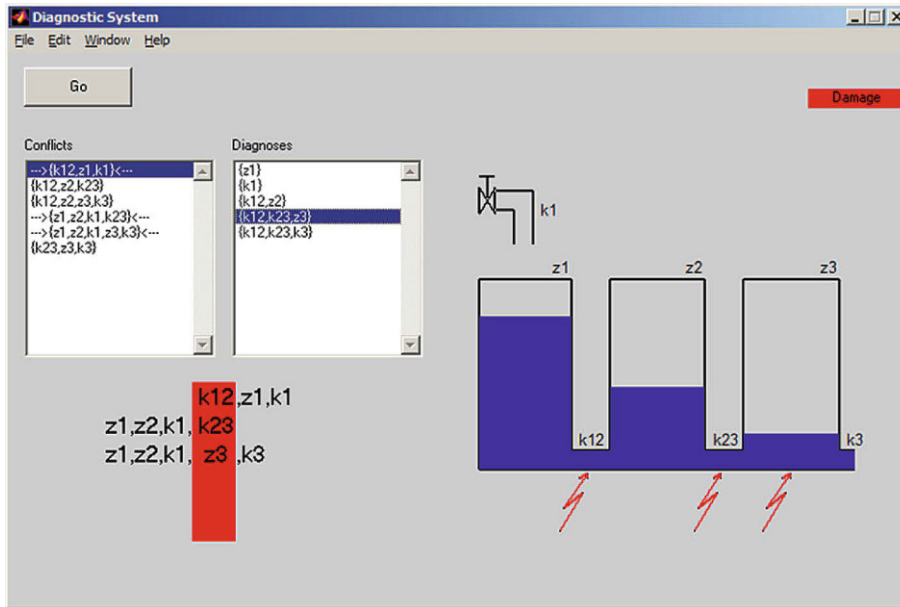 Diagnostic System
File Edit Window Help
Go
Damage
Conflicts
--->{k12,z1,k1}<---
{k12,z2,k23}
{k12,z2,z3,k3}
--->{z1,z2,k1,k23}<---
--->{z1,z2,k1,z3,k3}<---
{k23,z3,k3}
Diagnoses
{z1}
{k1}
{k12,z2}
{k12,k23,z3}
{k12,k23,k3}
k1
z1 z2 z3
k12 k23 k3
k12,z1,k1
z1,z2,k1, k23
z1,z2,k1, z3 ,k3